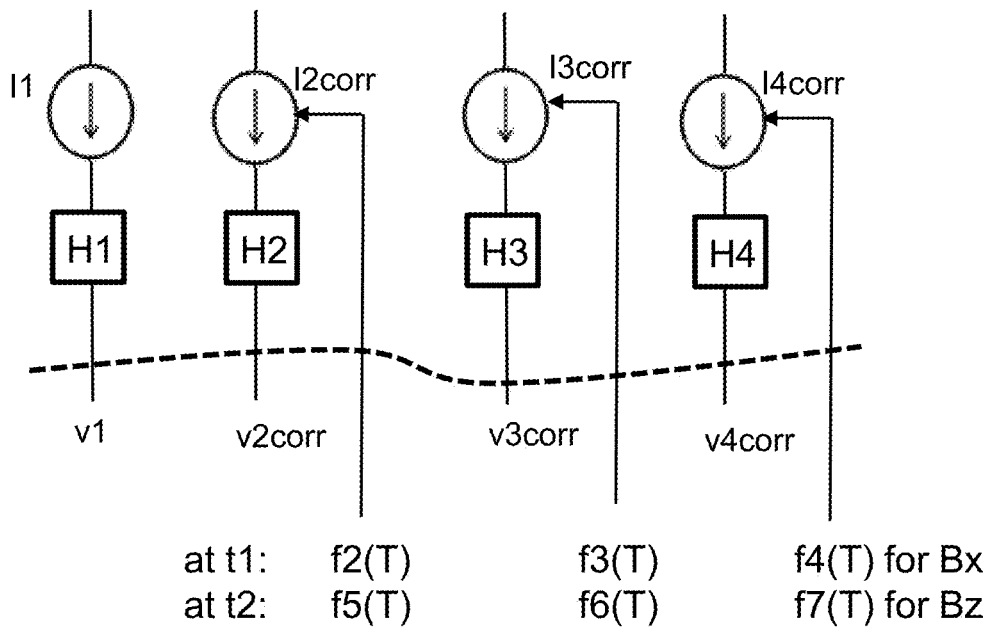 I1 I2corr I3corr I4corr
H1 H2 H3 H4
v1 v2corr v3corr v4corr
at t1: f2(T) f3(T) f4(T) for Bx
at t2: f5(T) f6(T) f7(T) for Bz